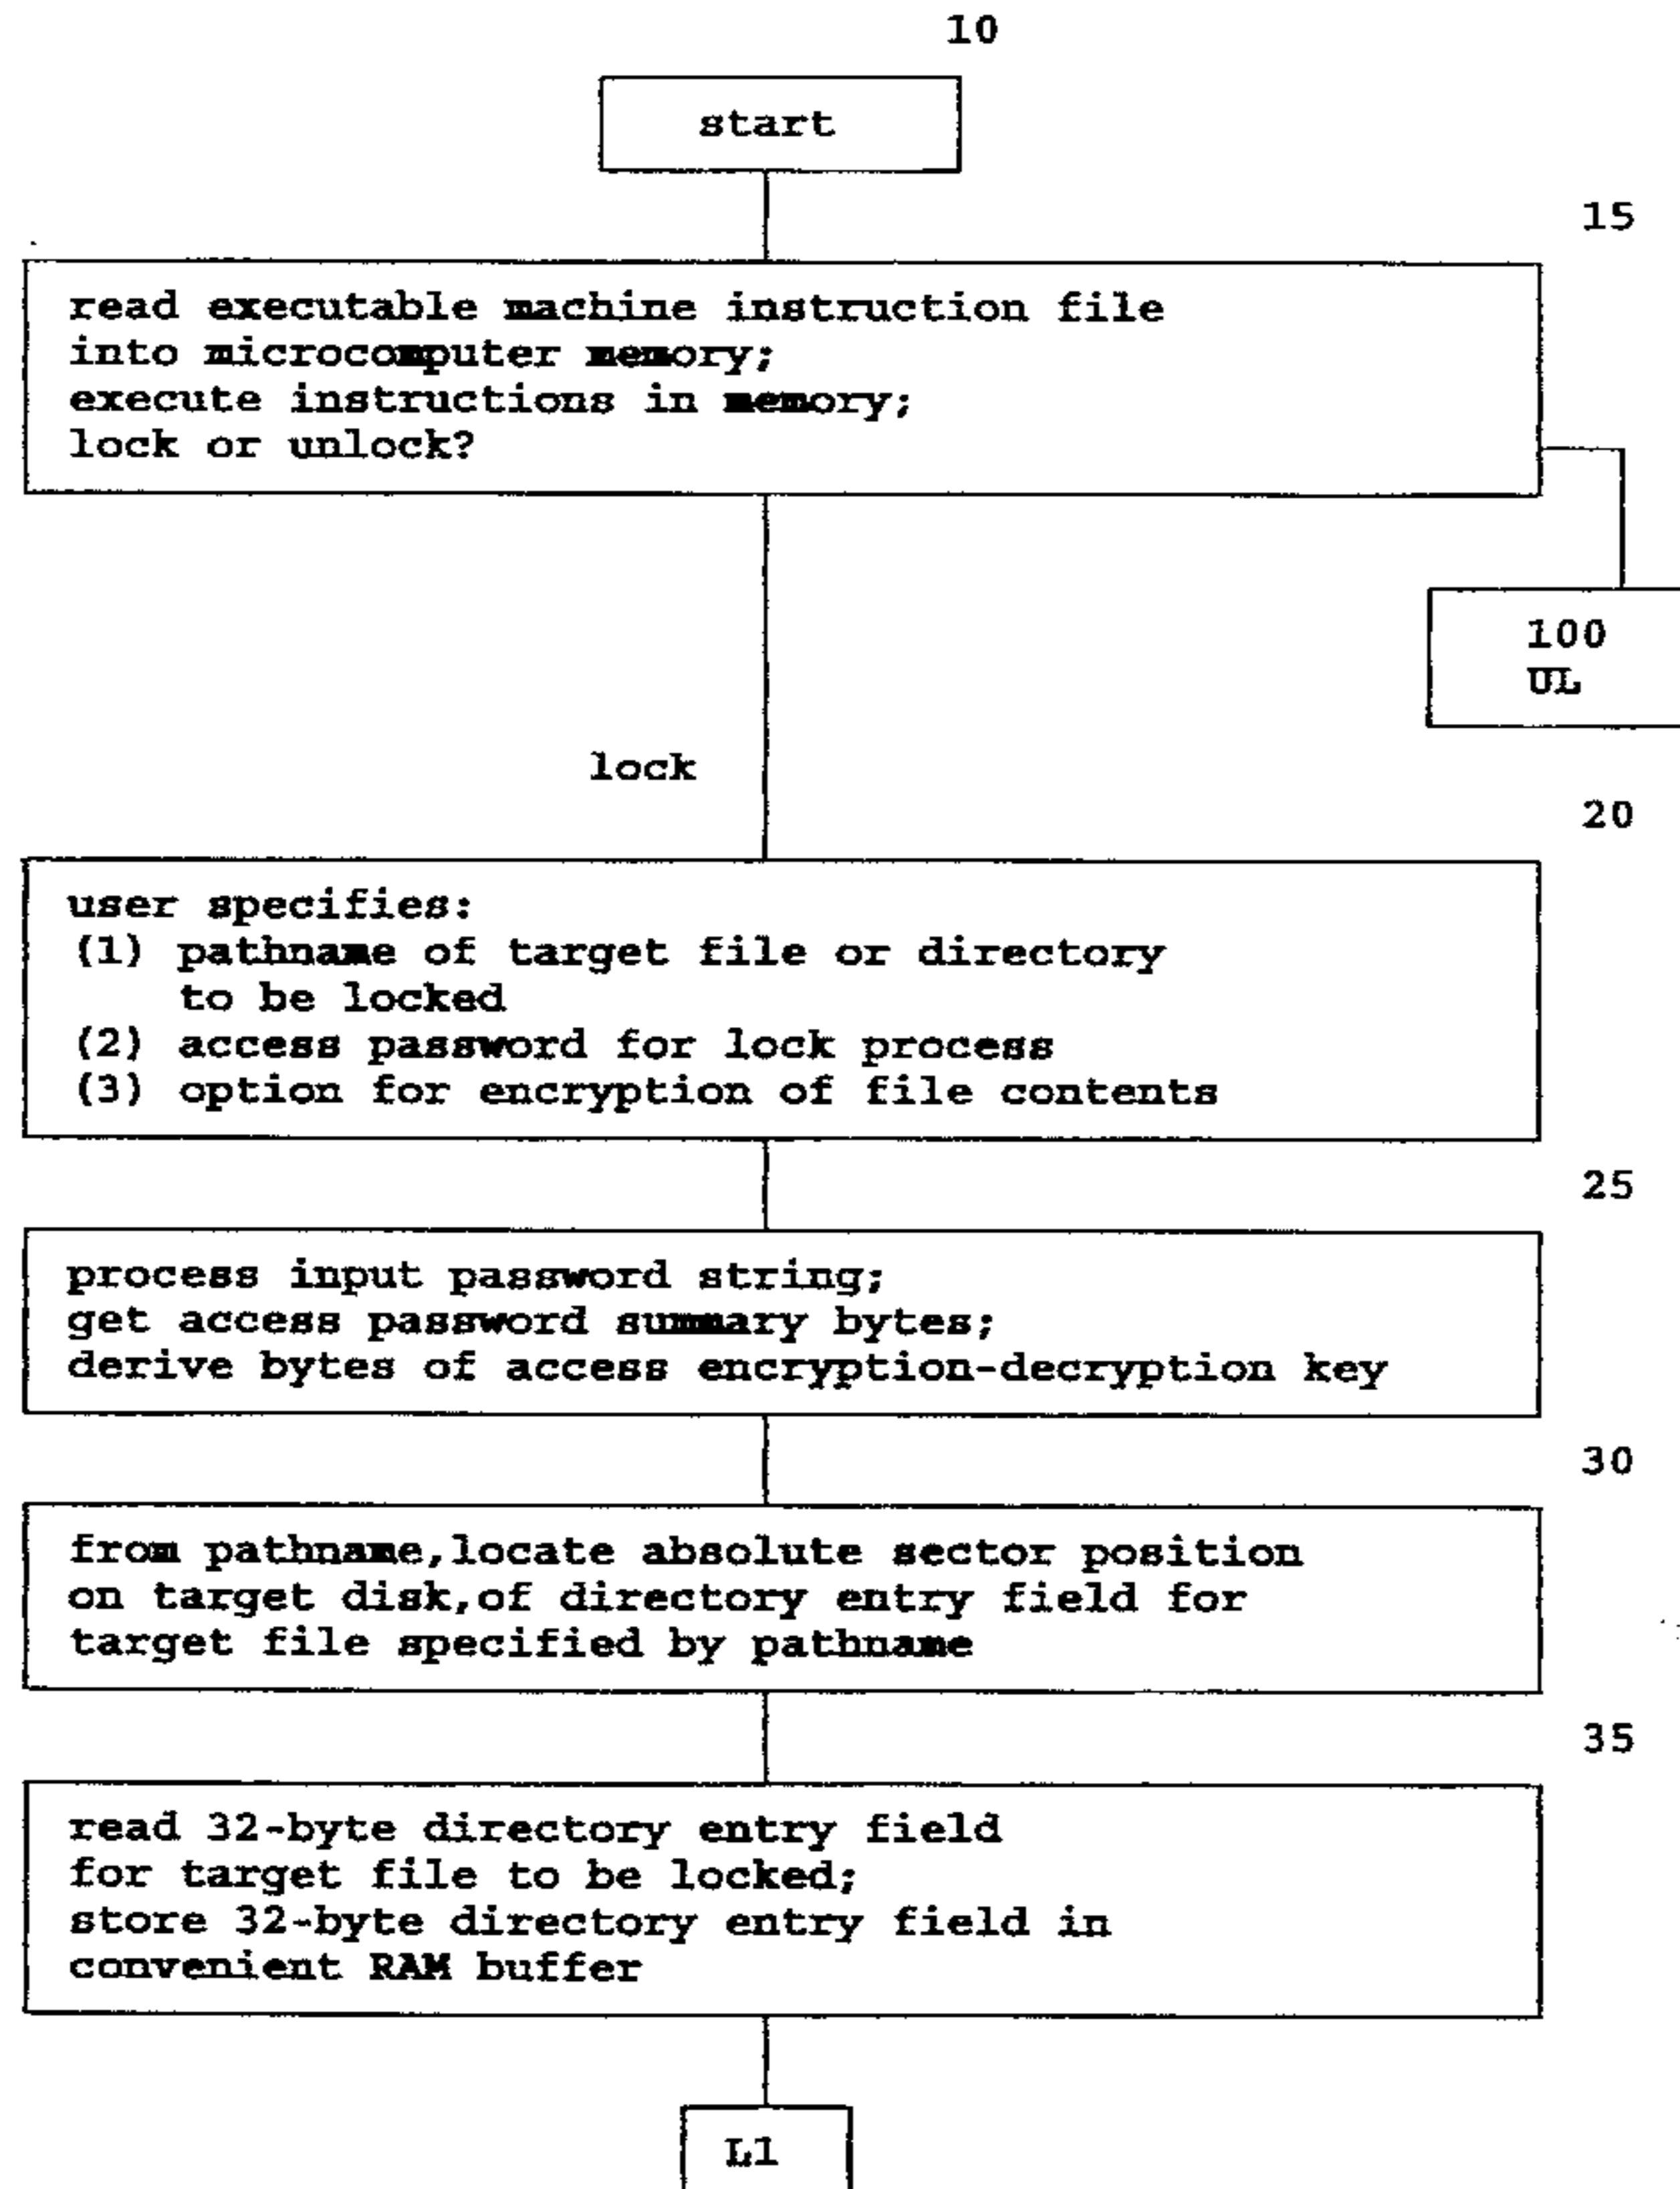 10
start
15
read executable machine instruction file
into microcomputer memory;
execute instructions in memory;
lock or unlock?
100
UL
lock
20
user specifies:
(1) pathname of target file or directory
to be locked
(2) access password for lock process
(3) option for encryption of file contents
25
process input password string;
get access password summary bytes;
derive bytes of access encryption-decryption key
30
from pathname,locate absolute sector position
on target disk,of directory entry field for
target file specified by pathname
35
read 32-byte directory entry field
for target file to be locked;
store 32-byte directory entry field in
convenient RAM buffer
L1